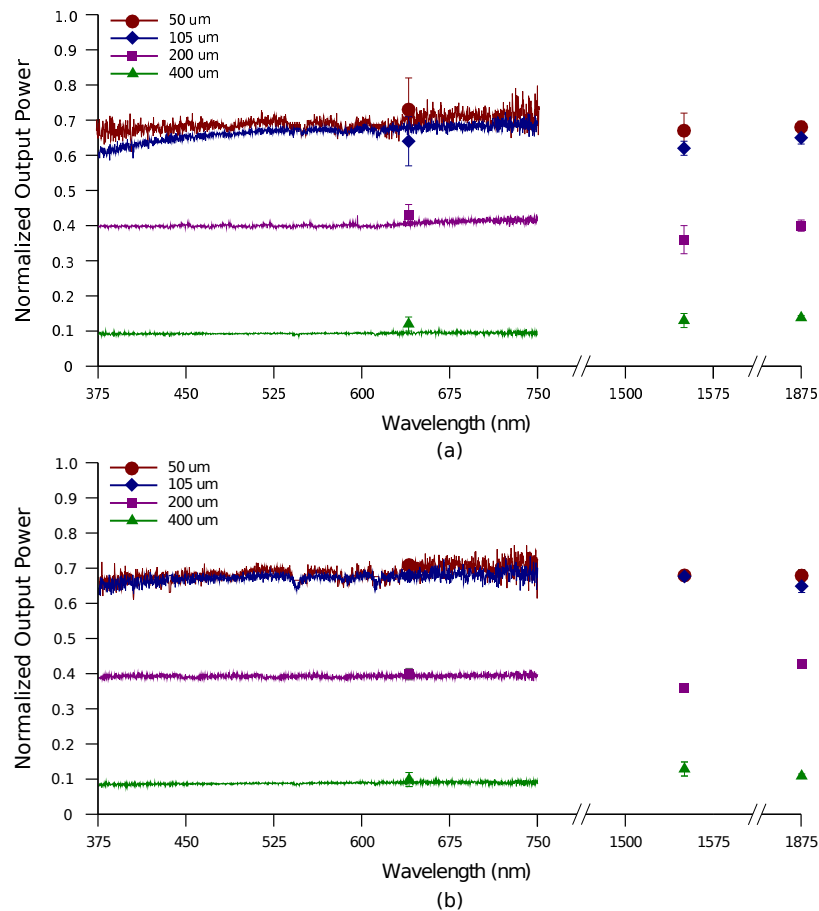 1.0
0.9
0.8
0.7
0.6
0.5
0.4
0.3
0.2
0.1
0
Normalized Output Power
50 um
105 um
200 um
400 um
375 450 525 600 675 750 1500 1575 1875
Wavelength (nm)
(a)
1.0
0.9
0.8
0.7
0.6
0.5
0.4
0.3
0.2
0.1
0
Normalized Output Power
50 um
105 um
200 um
400 um
375 450 525 600 675 750 1500 1575 1875
Wavelength (nm)
(b)